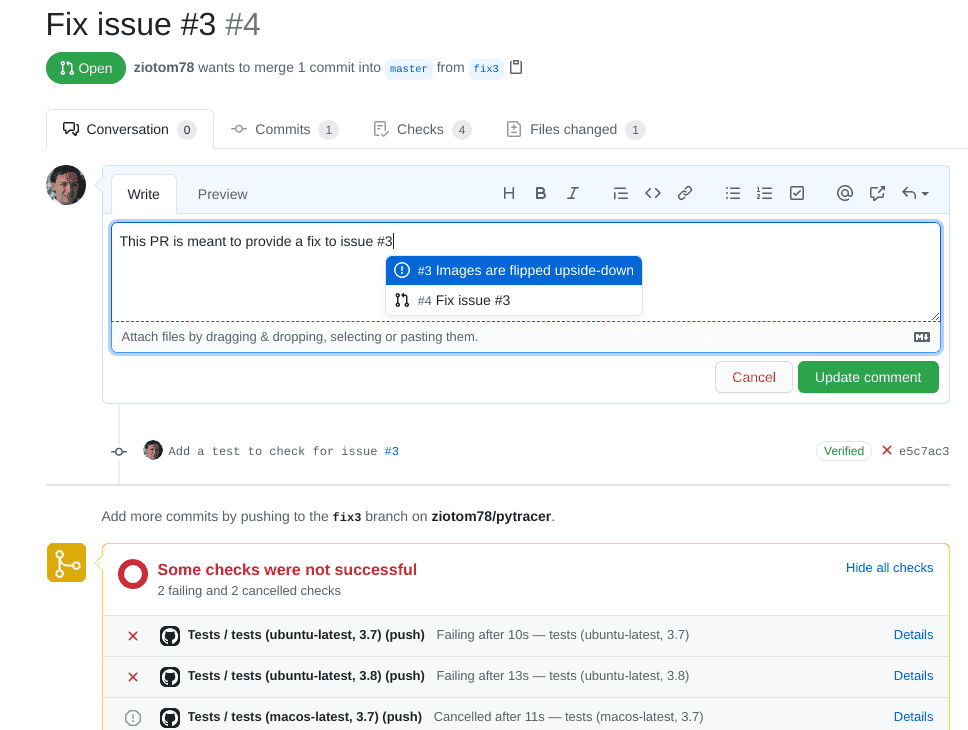 Fix issue #3 #4
Open ziotom78 wants to merge 1 commit into master from fix3
Conversation 0 Commits 1 Checks 4 Files changed 1
Write Preview H B I
This PR is meant to provide a fix to issue #3
#3 Images are flipped upside-down
#4 Fix issue #3
Attach files by dragging & dropping, selecting or pasting them.
Cancel Update comment
Add a test to check for issue #3 Verified e5c7ac3
Add more commits by pushing to the fix3 branch on ziotom78/pytracer.
Some checks were not successful Hide all checks
2 failing and 2 cancelled checks
Tests / tests (ubuntu-latest, 3.7) (push) Failing after 10s — tests (ubuntu-latest, 3.7) Details
Tests / tests (ubuntu-latest, 3.8) (push) Failing after 13s — tests (ubuntu-latest, 3.8) Details
Tests / tests (macos-latest, 3.7) (push) Cancelled after 11s — tests (macos-latest, 3.7) Details